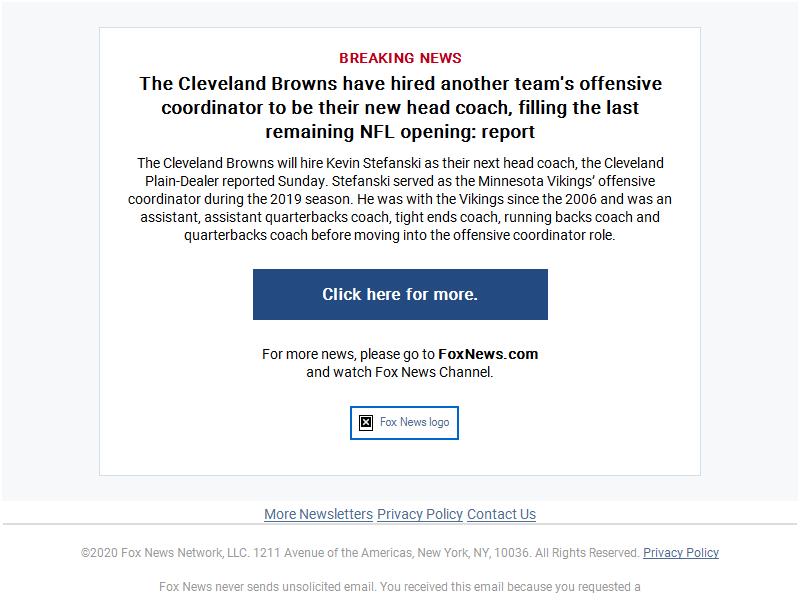 BREAKING NEWS
The Cleveland Browns have hired another team's offensive
coordinator to be their new head coach, filling the last
remaining NFL opening: report
The Cleveland Browns will hire Kevin Stefanski as their next head coach, the Cleveland
Plain-Dealer reported Sunday. Stefanski served as the Minnesota Vikings’ offensive
coordinator during the 2019 season. He was with the Vikings since the 2006 and was an
assistant, assistant quarterbacks coach, tight ends coach, running backs coach and
quarterbacks coach before moving into the offensive coordinator role.
Click here for more.
For more news, please go to FoxNews.com
and watch Fox News Channel.
Fox News logo
More Newsletters Privacy Policy Contact Us
©2020 Fox News Network, LLC. 1211 Avenue of the Americas, New York, NY, 10036. All Rights Reserved. Privacy Policy
Fox News never sends unsolicited email. You received this email because you requested a